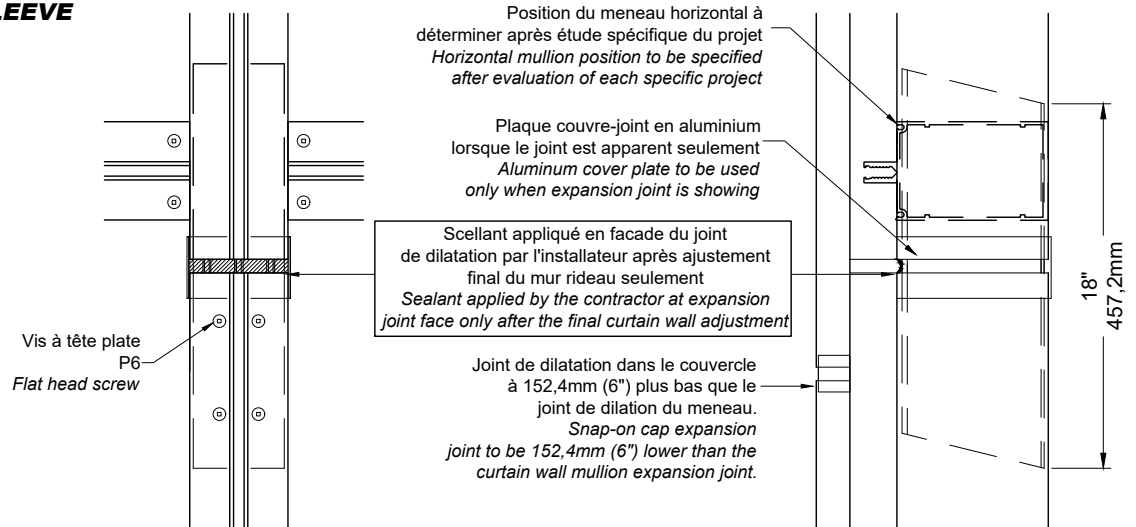 LEEVE
Position du meneau horizontal à
déterminer après étude spécifique du projet
Horizontal mullion position to be specified
after evaluation of each specific project
Plaque couvre-joint en aluminium
lorsque le joint est apparent seulement
Aluminum cover plate to be used
only when expansion joint is showing
Scellant appliqué en facade du joint
de dilatation par l'installateur après ajustement
final du mur rideau seulement
Sealant applied by the contractor at expansion
joint face only after the final curtain wall adjustment
Vis à tête plate
P6
Flat head screw
Joint de dilatation dans le couvercle
à 152,4mm (6") plus bas que le
joint de dilation du meneau.
Snap-on cap expansion
joint to be 152,4mm (6") lower than the
curtain wall mullion expansion joint.
18"
457,2mm